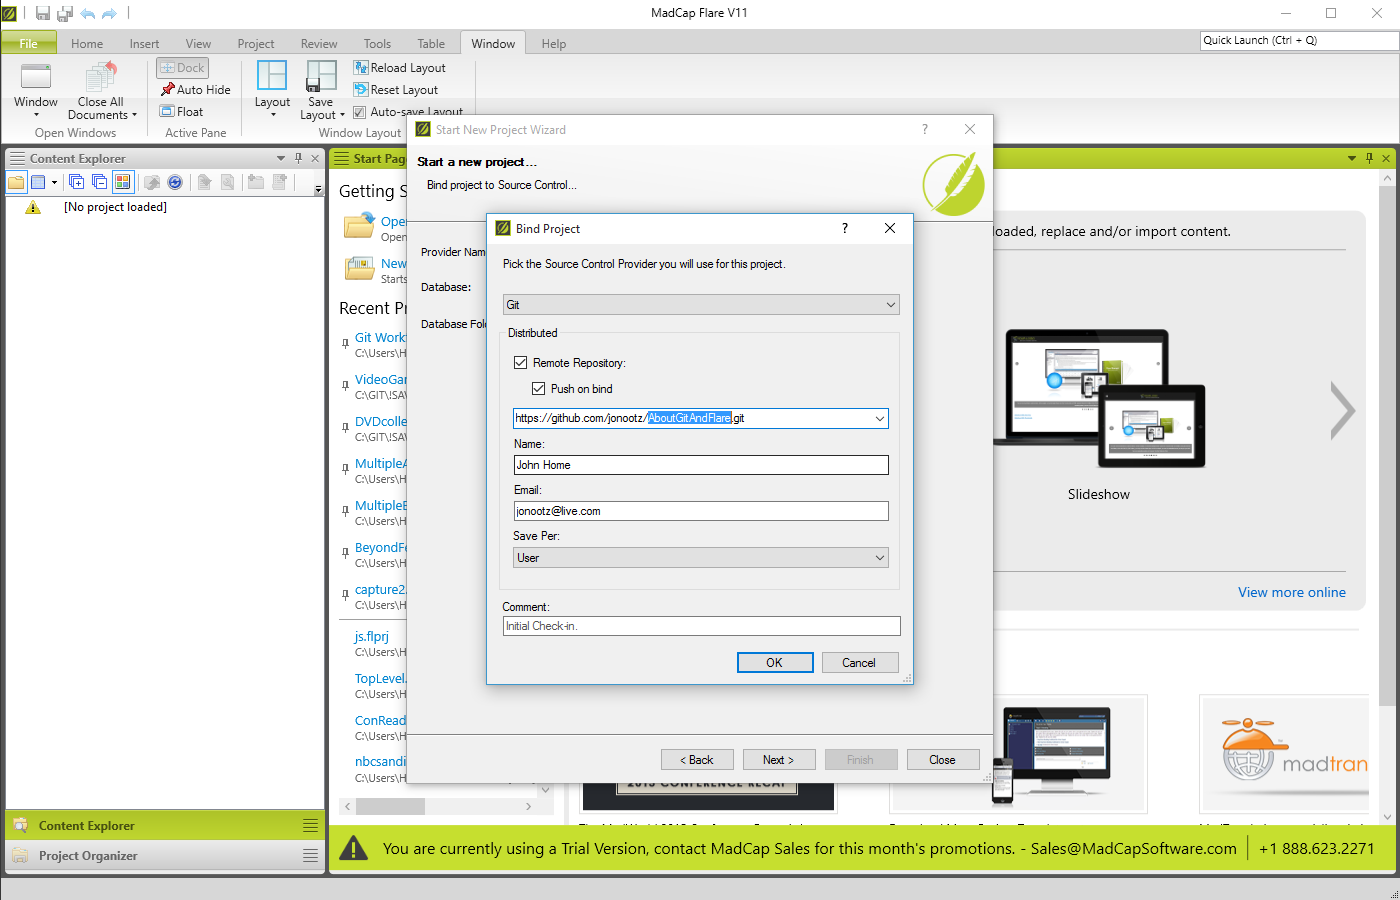 MadCap Flare V11
File Home Insert View Project Review Tools Table Window Help
Quick Launch (Ctrl + Q)
Window
Close All
Documents
Open Windows
Dock
Auto Hide
Float
Active Pane
Layout
Save
Layout
Reload Layout
Reset Layout
Auto-save Layout
Window Layout
Content Explorer
[No project loaded]
Content Explorer
Project Organizer
Start Pag
Getting S
Ope
Open
New
Starts
Recent Pr
Git Work
C:\Users\H
VideoGar
C:\GIT\ISA
DVDcolle
C:\GIT\ISA
MultipleA
C:\Users\H
MultipleE
C:\Users\H
BeyondFe
C:\Users\H
capture2.
C:\Users\H
js.flprj
C:\Users\H
TopLevel.
C:\Users\H
ConRead
C:\Users\H
nbcsandi
C:\Users\H
Start New Project Wizard
?
Start a new project...
Bind project to Source Control...
Provider Nam
Database:
Database Fol
Bind Project
?
Pick the Source Control Provider you will use for this project.
Git
Distributed
Remote Repository:
Push on bind
https://github.com/jonootz/AboutGitAndFlare.git
Name:
John Home
Email:
jonootz@live.com
Save Per:
User
Comment:
Initial Check-in.
OK Cancel
< Back Next > Finish Close
loaded, replace and/or import content.
Slideshow
View more online
2015 CONFERENCE RECAP
madtran
You are currently using a Trial Version, contact MadCap Sales for this month's promotions. - Sales@MadCapSoftware.com +1 888.623.2271